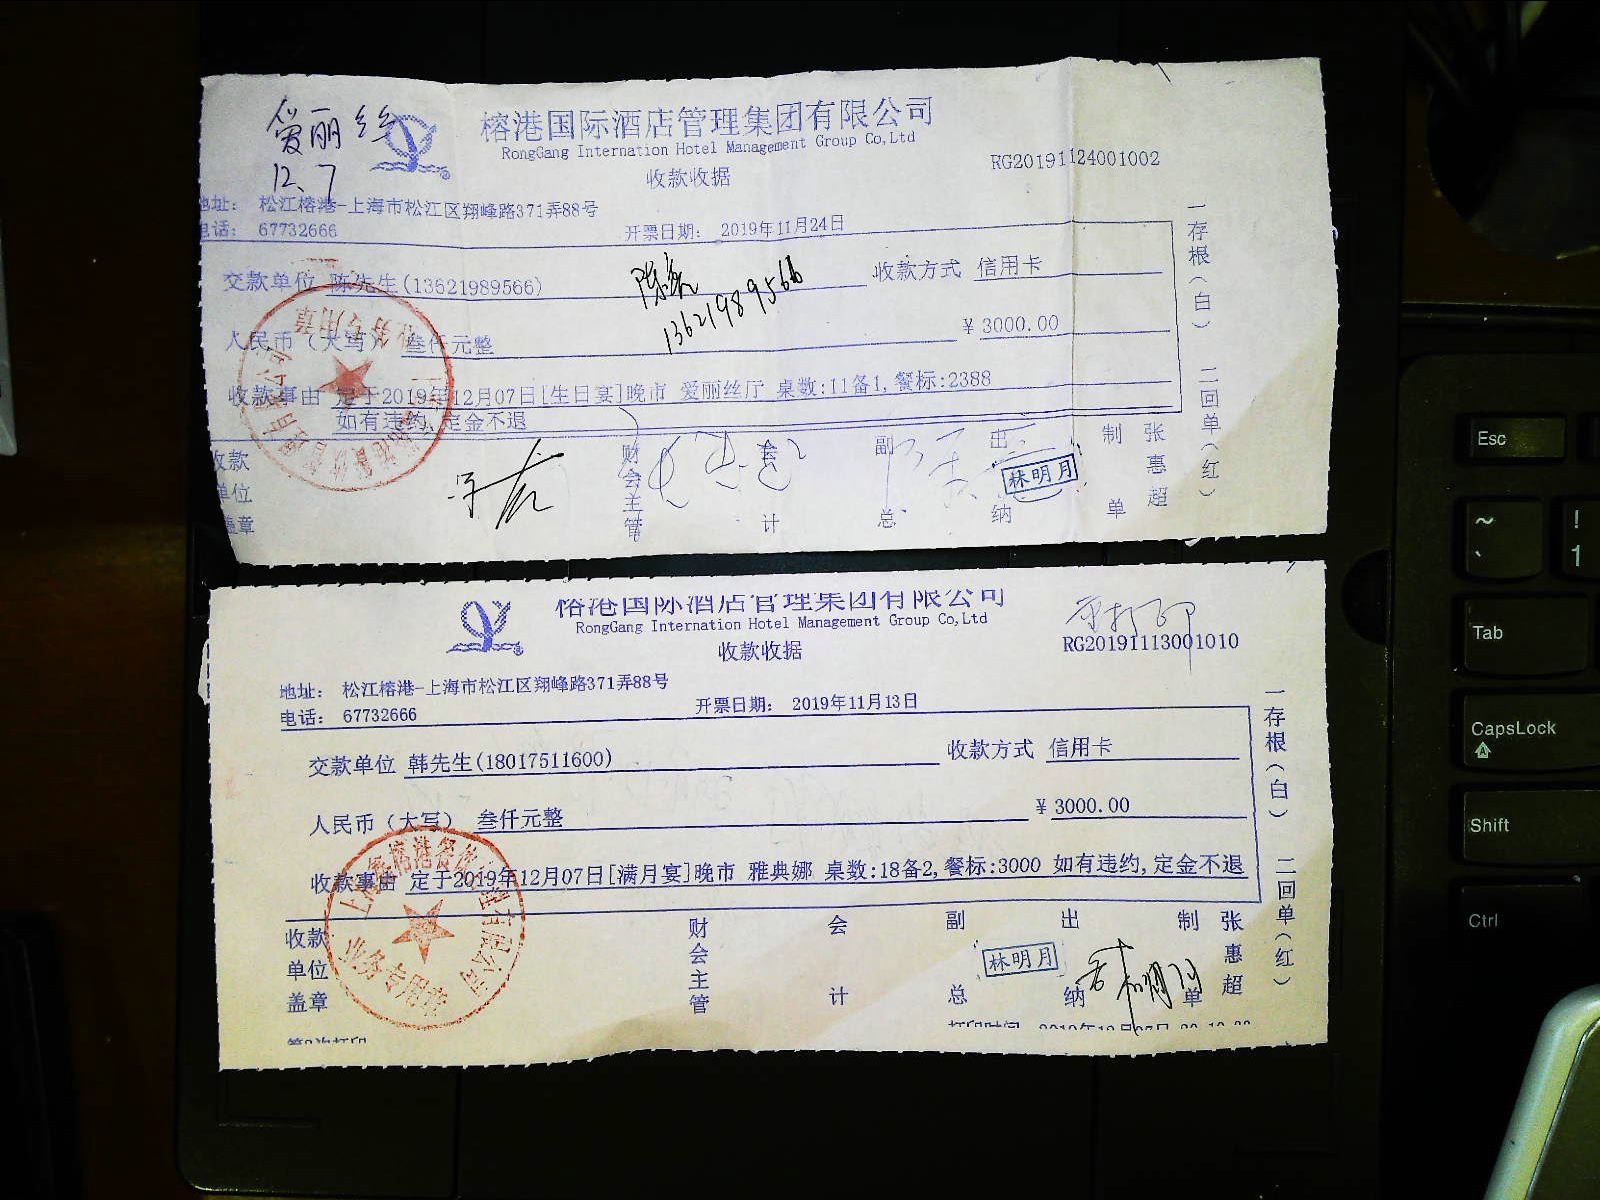 爱丽丝
12.7
榕港国际酒店管理集团有限公司
RongGang Internation Hotel Management Group Co,Ltd
收款收据
RG20191124001002
地址： 松江榕港-上海市松江区翔峰路371弄88号
电话： 67732666
开票日期： 2019年11月24日
交款单位 陈先生(13621989566)
收款方式 信用卡
13621989566
人民币（大写） 叁仟元整
￥3000.00
收款事由 定于2019年12月07日[生日宴]晚市 爱丽丝厅 桌数:11备1,餐标:2388
如有违约,定金不退
收款单位盖章
财会主管
会计
副总
出纳
林明月
制单
张惠超
一存根（白）
二回单（红）
榕港国际酒店管理集团有限公司
RongGang Internation Hotel Management Group Co,Ltd
收款收据
RG20191113001010
地址： 松江榕港-上海市松江区翔峰路371弄88号
电话： 67732666
开票日期： 2019年11月13日
交款单位 韩先生(18017511600)
收款方式 信用卡
人民币（大写） 叁仟元整
￥3000.00
收款事由 定于2019年12月07日[满月宴]晚市 雅典娜 桌数:18备2,餐标:3000 如有违约,定金不退
收款单位盖章
业务专用章
财会主管
会计
副总
林明月
出纳
制单
张惠超
一存根（白）
二回单（红）
Esc
~
!
1
Tab
CapsLock
A
Shift
Ctrl